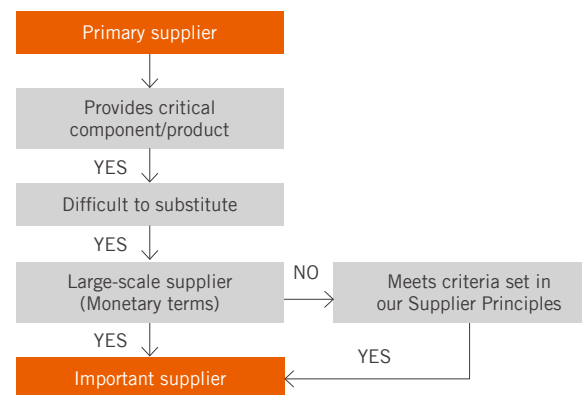 Primary supplier
Provides critical
component/product
YES
Difficult to substitute
YES
Large-scale supplier
(Monetary terms)
NO
Meets criteria set in
our Supplier Principles
YES
YES
Important supplier